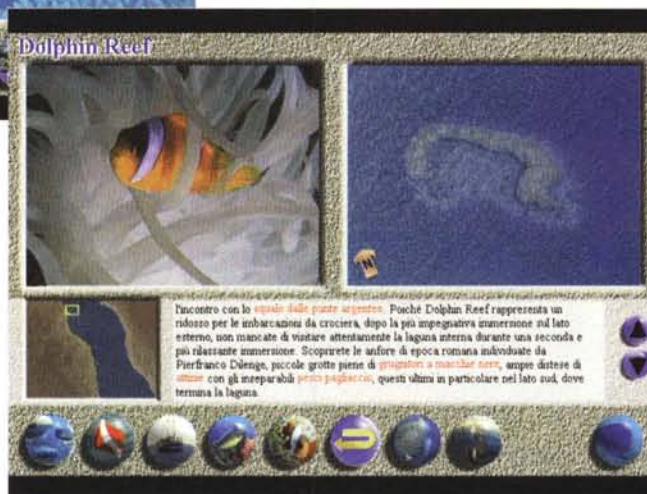 Dolphin Reef
N
l'incontro con lo squalo dalle punte argentee. Poiché Dolphin Reef rappresenta un
ridosso per le imbarcazioni da crociera, dopo la più impegnativa immersione sul lato
esterno, non mancate di visitare attentamente la laguna interna durante una seconda e
più rilassante immersione. Scoprirete le anfore di epoca romana individuate da
Pierfranco Dilenge, piccole grotte piene di grugnitori a macchie nere, ampie distese di
attinie con gli inseparabili pesci pagliaccio, questi ultimi in particolare nel lato sud, dove
termina la laguna.